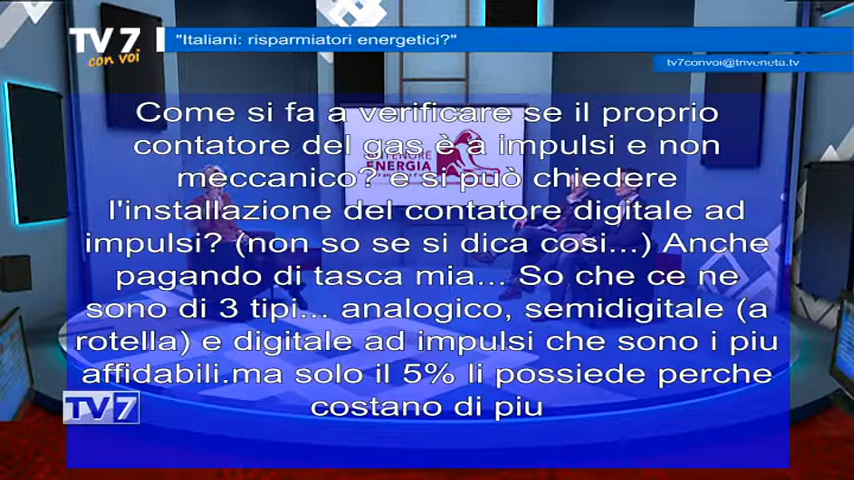 TV7
con voi
"Italiani: risparmiatori energetici?"
tv7convoi@triveneta.tv
Come si fa a verificare se il proprio
contatore del gas è a impulsi e non
meccanico? e si può chiedere
l'installazione del contatore digitale ad
impulsi? (non so se si dica cosi...) Anche
pagando di tasca mia... So che ce ne
sono di 3 tipi... analogico, semidigitale (a
rotella) e digitale ad impulsi che sono i piu
affidabili.ma solo il 5% li possiede perche
costano di piu
ENERGIA
TV7